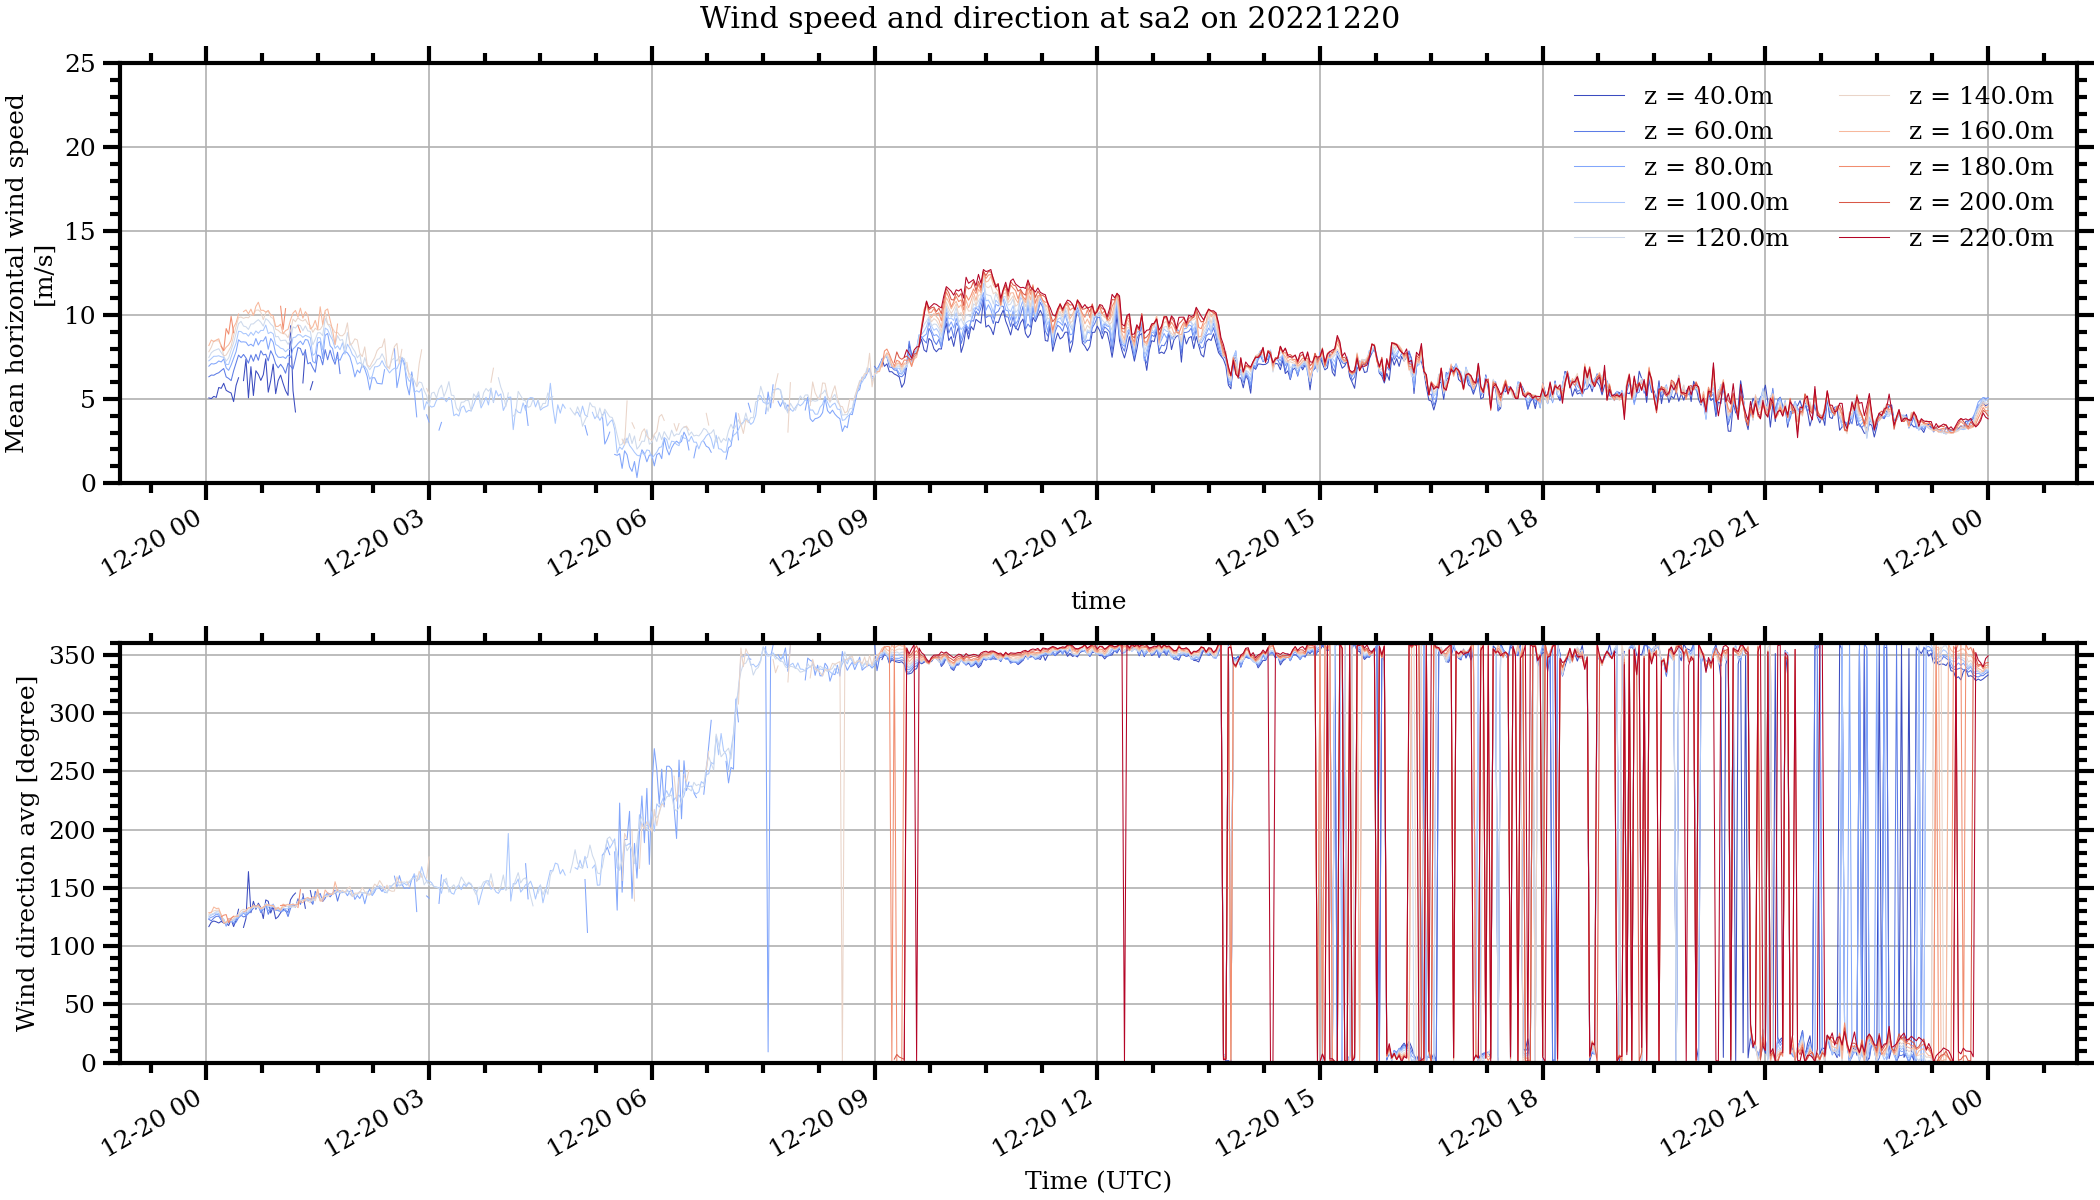 Wind speed and direction at sa2 on 20221220
Mean horizontal wind speed
[m/s]
25
20
15
10
5
0
z = 40.0m
z = 60.0m
z = 80.0m
z = 100.0m
z = 120.0m
z = 140.0m
z = 160.0m
z = 180.0m
z = 200.0m
z = 220.0m
12-20 00
12-20 03
12-20 06
12-20 09
12-20 12
12-20 15
12-20 18
12-20 21
12-21 00
time
Wind direction avg [degree]
350
300
250
200
150
100
50
0
12-20 00
12-20 03
12-20 06
12-20 09
12-20 12
12-20 15
12-20 18
12-20 21
12-21 00
Time (UTC)